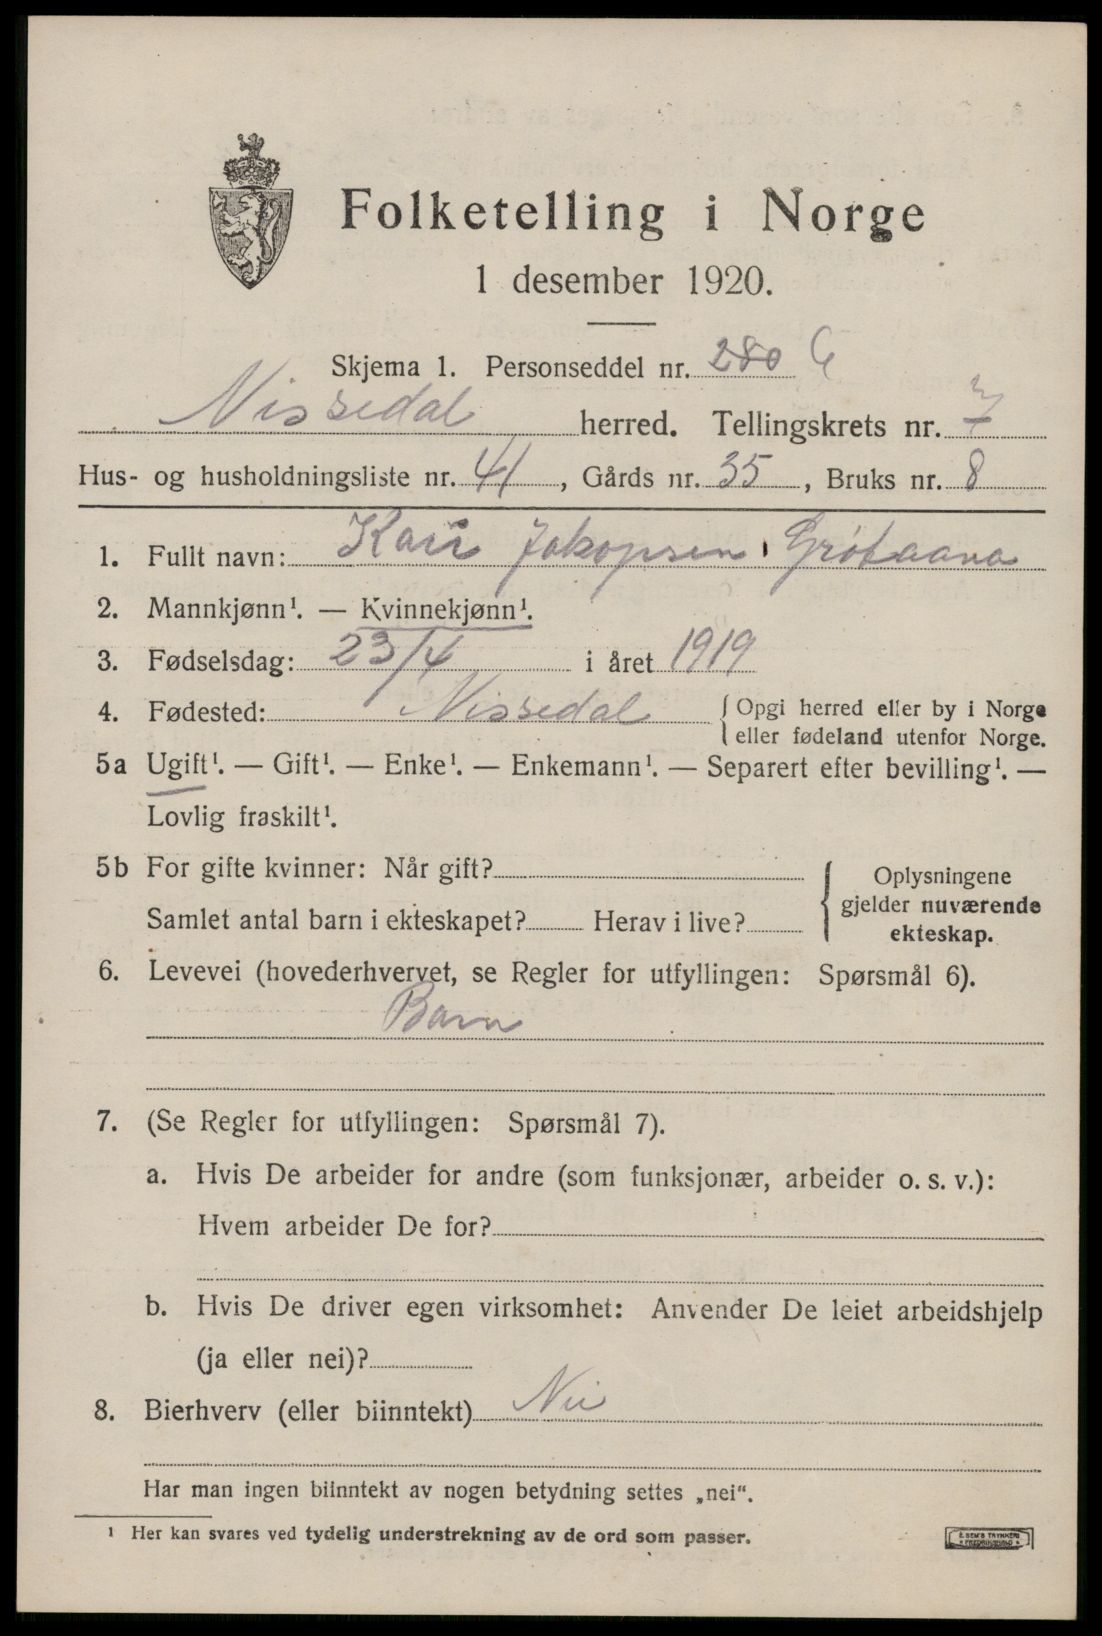 Folketelling i Norge
1 desember 1920.
Skjema 1. Personseddel nr. 280
Nissedal herred. Tellingskrets nr. 7
Hus- og husholdningsliste nr. 41, Gårds nr. 35, Bruks nr. 8
1. Fullt navn: Kari Jakopsen Grøtaana
2. Mannkjønn¹. — Kvinnekjønn¹.
3. Fødselsdag: 23/4 i året 1919
4. Fødested: Nissedal {Opgi herred eller by i Norge
eller fødeland utenfor Norge.
5a Ugift¹. — Gift¹. — Enke¹. — Enkemann¹. — Separert efter bevilling¹. —
Lovlig fraskilt¹.
5b For gifte kvinner: Når gift?
Samlet antal barn i ekteskapet? Herav i live?
{Oplysningene
gjelder nuværende
ekteskap.
6. Levevei (hovederhvervet, se Regler for utfyllingen: Spørsmål 6).
Barn
7. (Se Regler for utfyllingen: Spørsmål 7).
a. Hvis De arbeider for andre (som funksjonær, arbeider o. s. v.):
Hvem arbeider De for?
b. Hvis De driver egen virksomhet: Anvender De leiet arbeidshjelp
(ja eller nei)?
8. Bierhverv (eller biinntekt) Nei
Har man ingen biinntekt av nogen betydning settes „nei“.
¹ Her kan svares ved tydelig understrekning av de ord som passer.